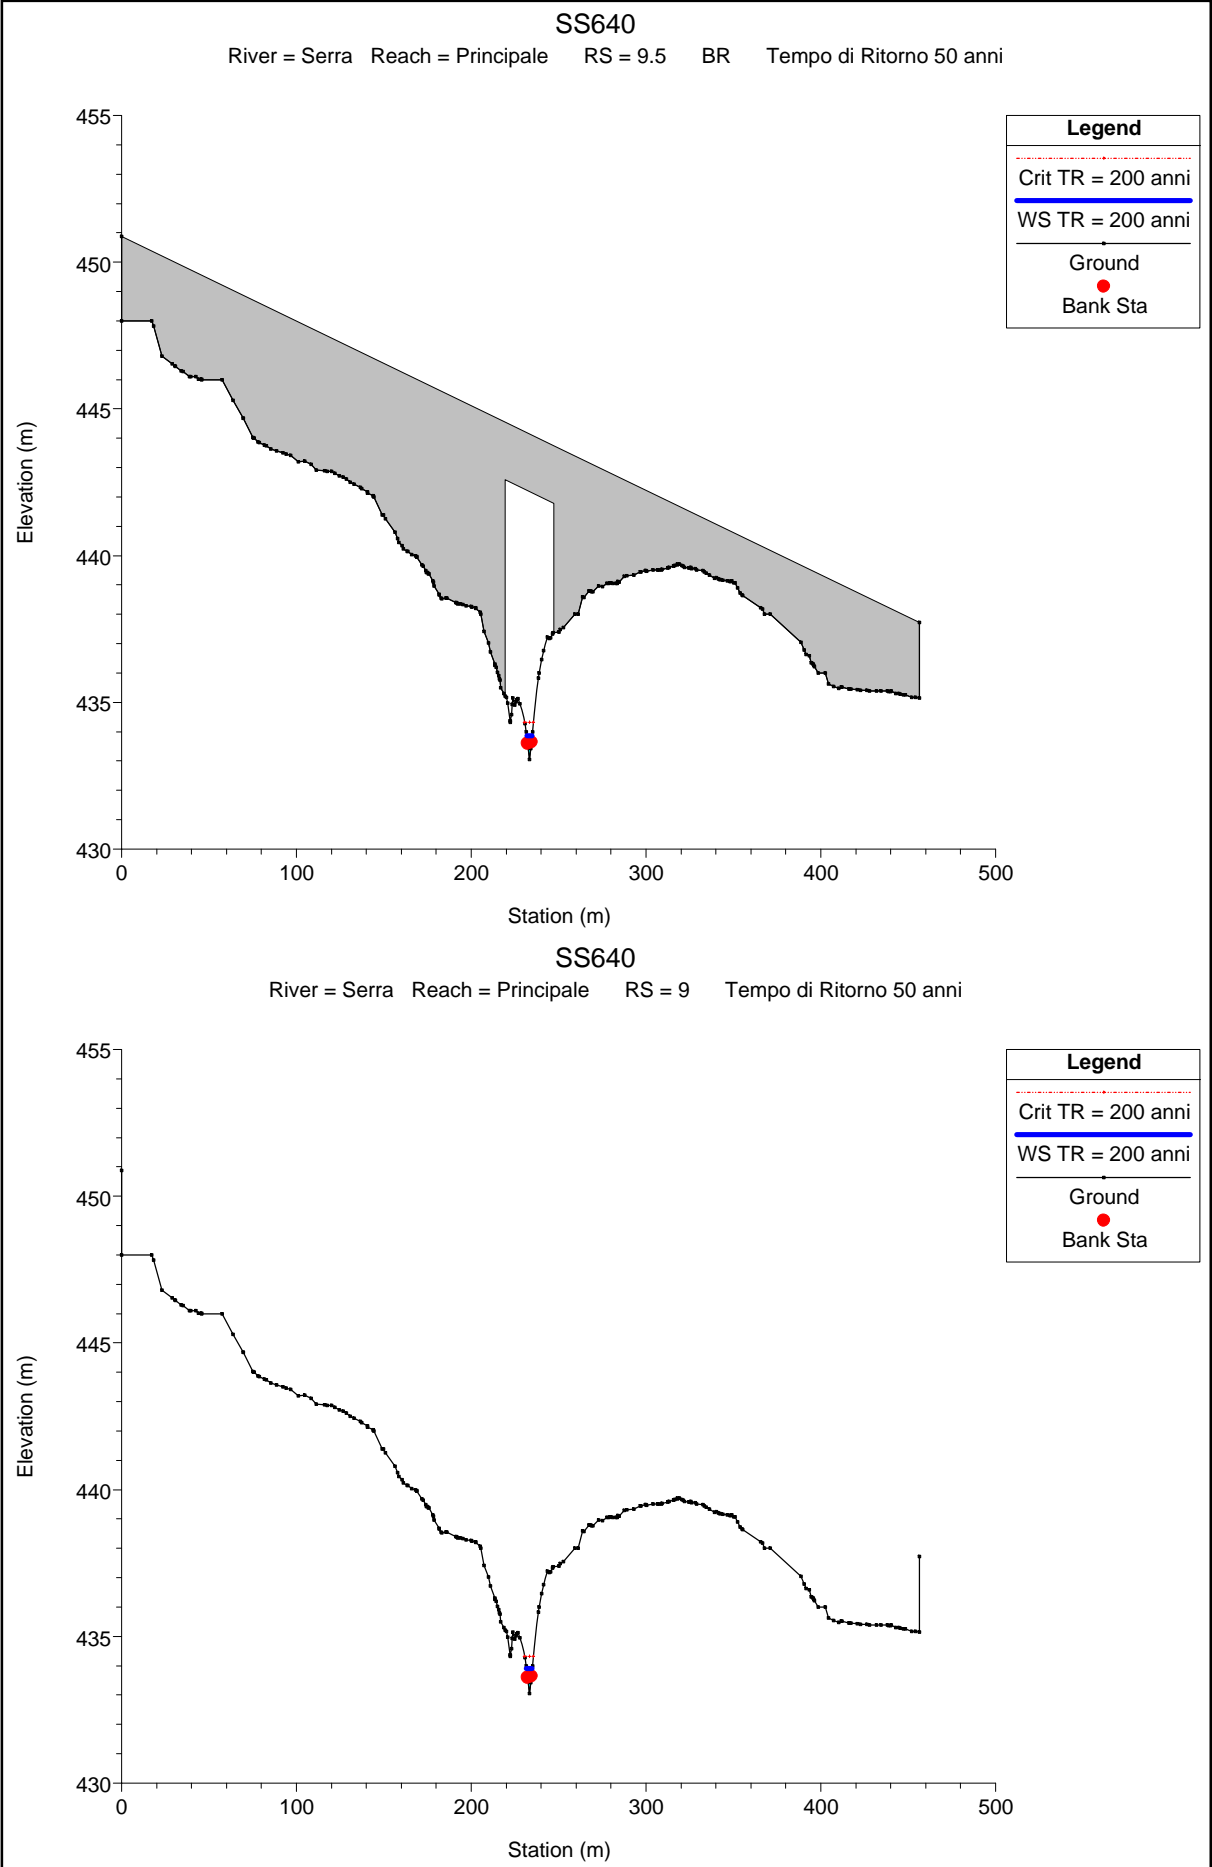 SS640
River = Serra Reach = Principale RS = 9.5 BR Tempo di Ritorno 50 anni
455
450
445
440
435
430
Elevation (m)
0 100 200 300 400 500
Station (m)
Legend
Crit TR = 200 anni
WS TR = 200 anni
Ground
Bank Sta
SS640
River = Serra Reach = Principale RS = 9 Tempo di Ritorno 50 anni
455
450
445
440
435
430
Elevation (m)
0 100 200 300 400 500
Station (m)
Legend
Crit TR = 200 anni
WS TR = 200 anni
Ground
Bank Sta